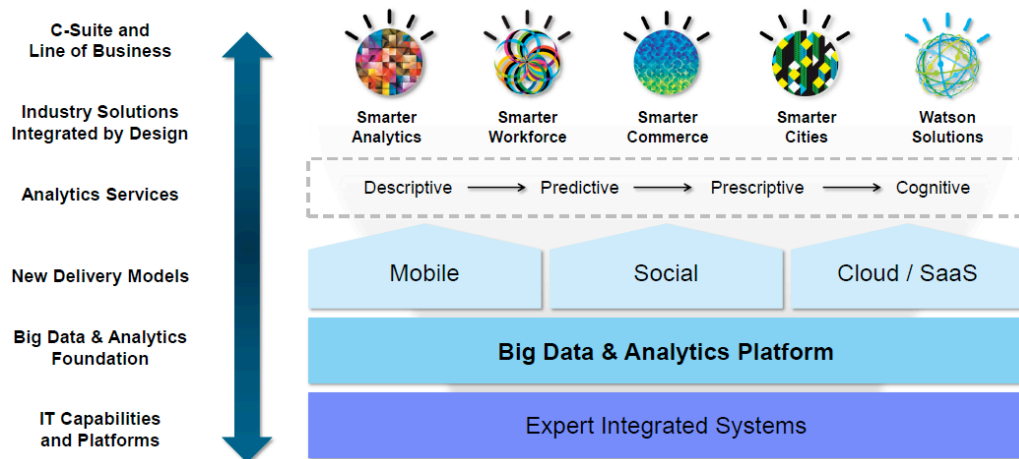 C-Suite and
Line of Business
Industry Solutions
Integrated by Design
Smarter
Analytics
Smarter
Workforce
Smarter
Commerce
Smarter
Cities
Watson
Solutions
Analytics Services
Descriptive
Predictive
Prescriptive
Cognitive
New Delivery Models
Mobile
Social
Cloud / SaaS
Big Data & Analytics
Foundation
Big Data & Analytics Platform
IT Capabilities
and Platforms
Expert Integrated Systems